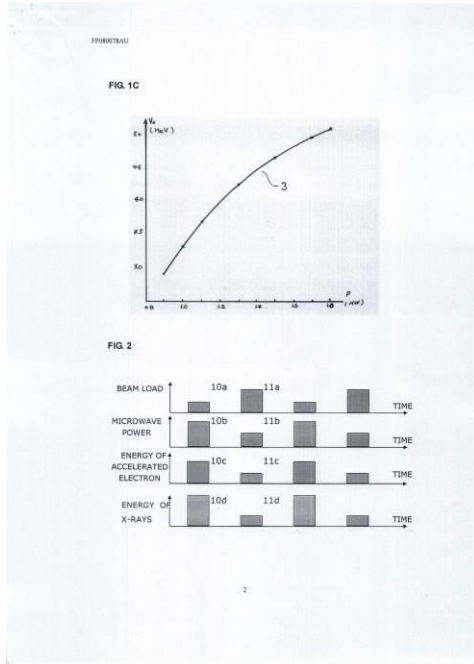 FP080078AU
FIG. 1C
(MeV)
3
P
(MW)
FIG. 2
BEAM LOAD
10a
11a
TIME
MICROWAVE
POWER
10b
11b
TIME
ENERGY OF
ACCELERATED
ELECTRON
10c
11c
TIME
ENERGY OF
X-RAYS
10d
11d
TIME
2